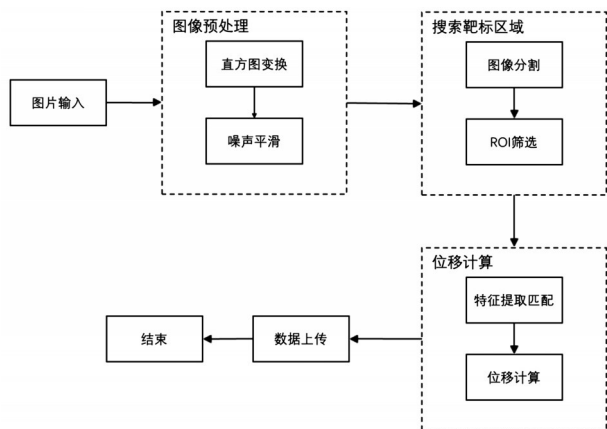 图像预处理
搜索靶标区域
直方图变换
图像分割
图片输入
噪声平滑
ROI筛选
位移计算
特征提取匹配
结束
数据上传
位移计算